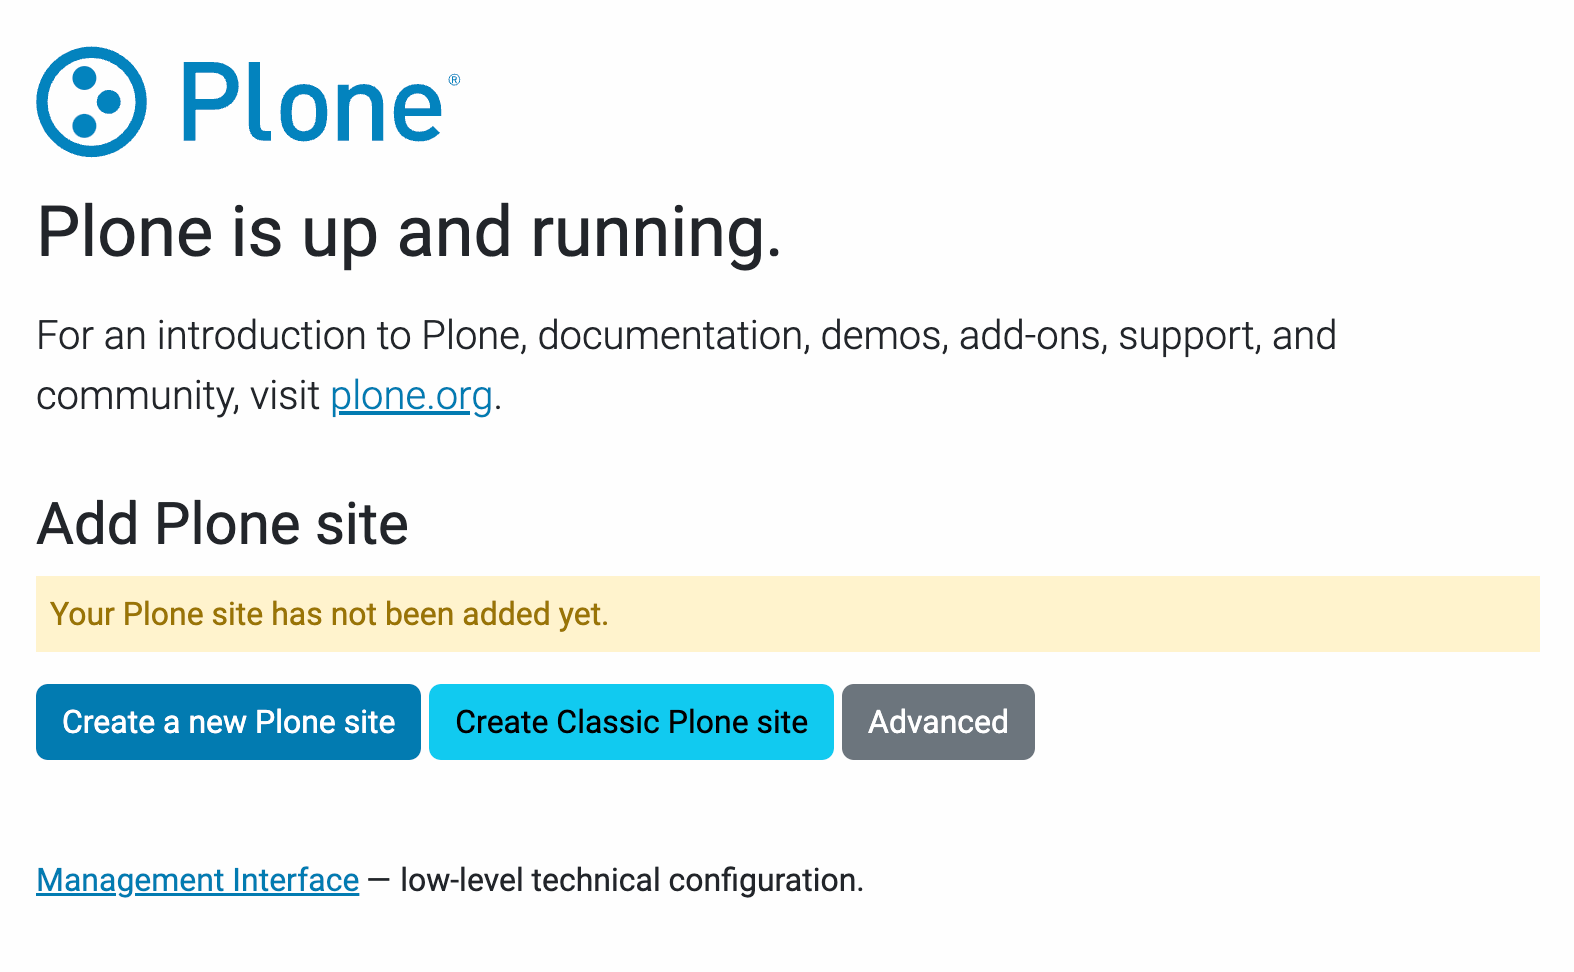 Plone®
Plone is up and running.
For an introduction to Plone, documentation, demos, add-ons, support, and
community, visit plone.org.
Add Plone site
Your Plone site has not been added yet.
Create a new Plone site
Create Classic Plone site
Advanced
Management Interface — low-level technical configuration.